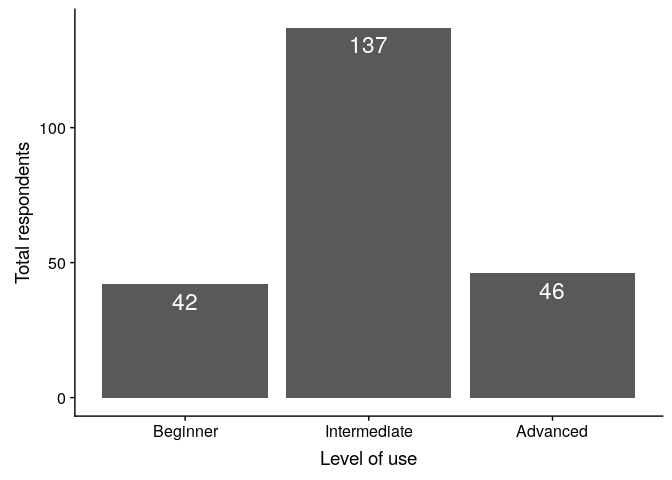 Total respondents
100
50
0
137
42
46
Beginner
Intermediate
Advanced
Level of use